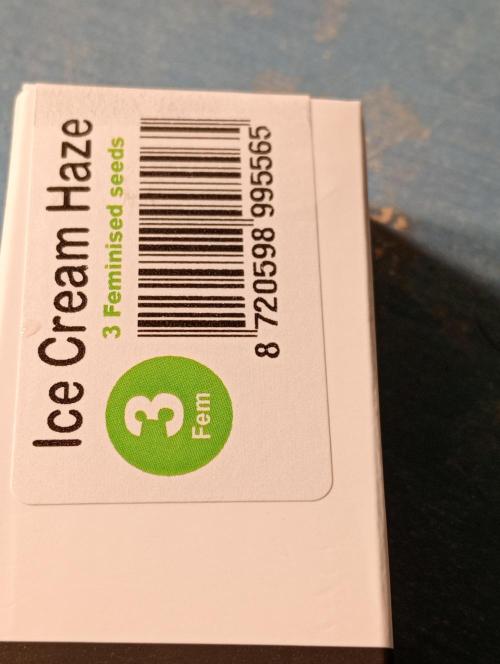 Ice Cream Haze
3 Feminised seeds
3
Fem
8 720598 995565